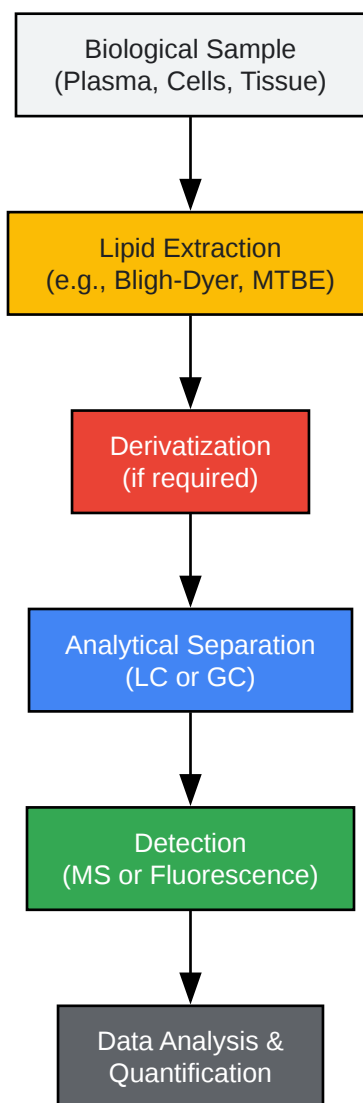 Biological Sample
(Plasma, Cells, Tissue)
Lipid Extraction
(e.g., Bligh-Dyer, MTBE)
Derivatization
(if required)
Analytical Separation
(LC or GC)
Detection
(MS or Fluorescence)
Data Analysis &
Quantification